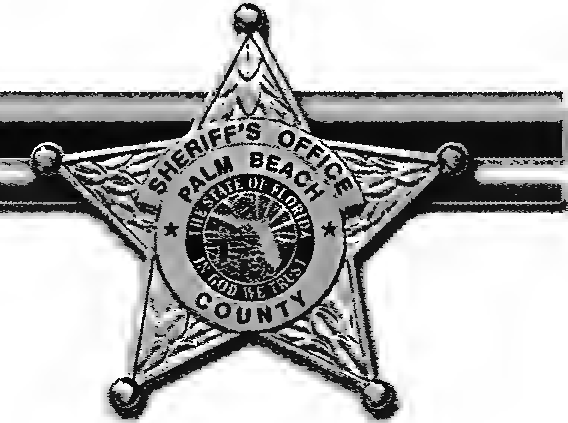 SHERIFF'S OFFICE
PALM BEACH
THE STATE OF FLORIDA
IN GOD WE TRUST
COUNTY